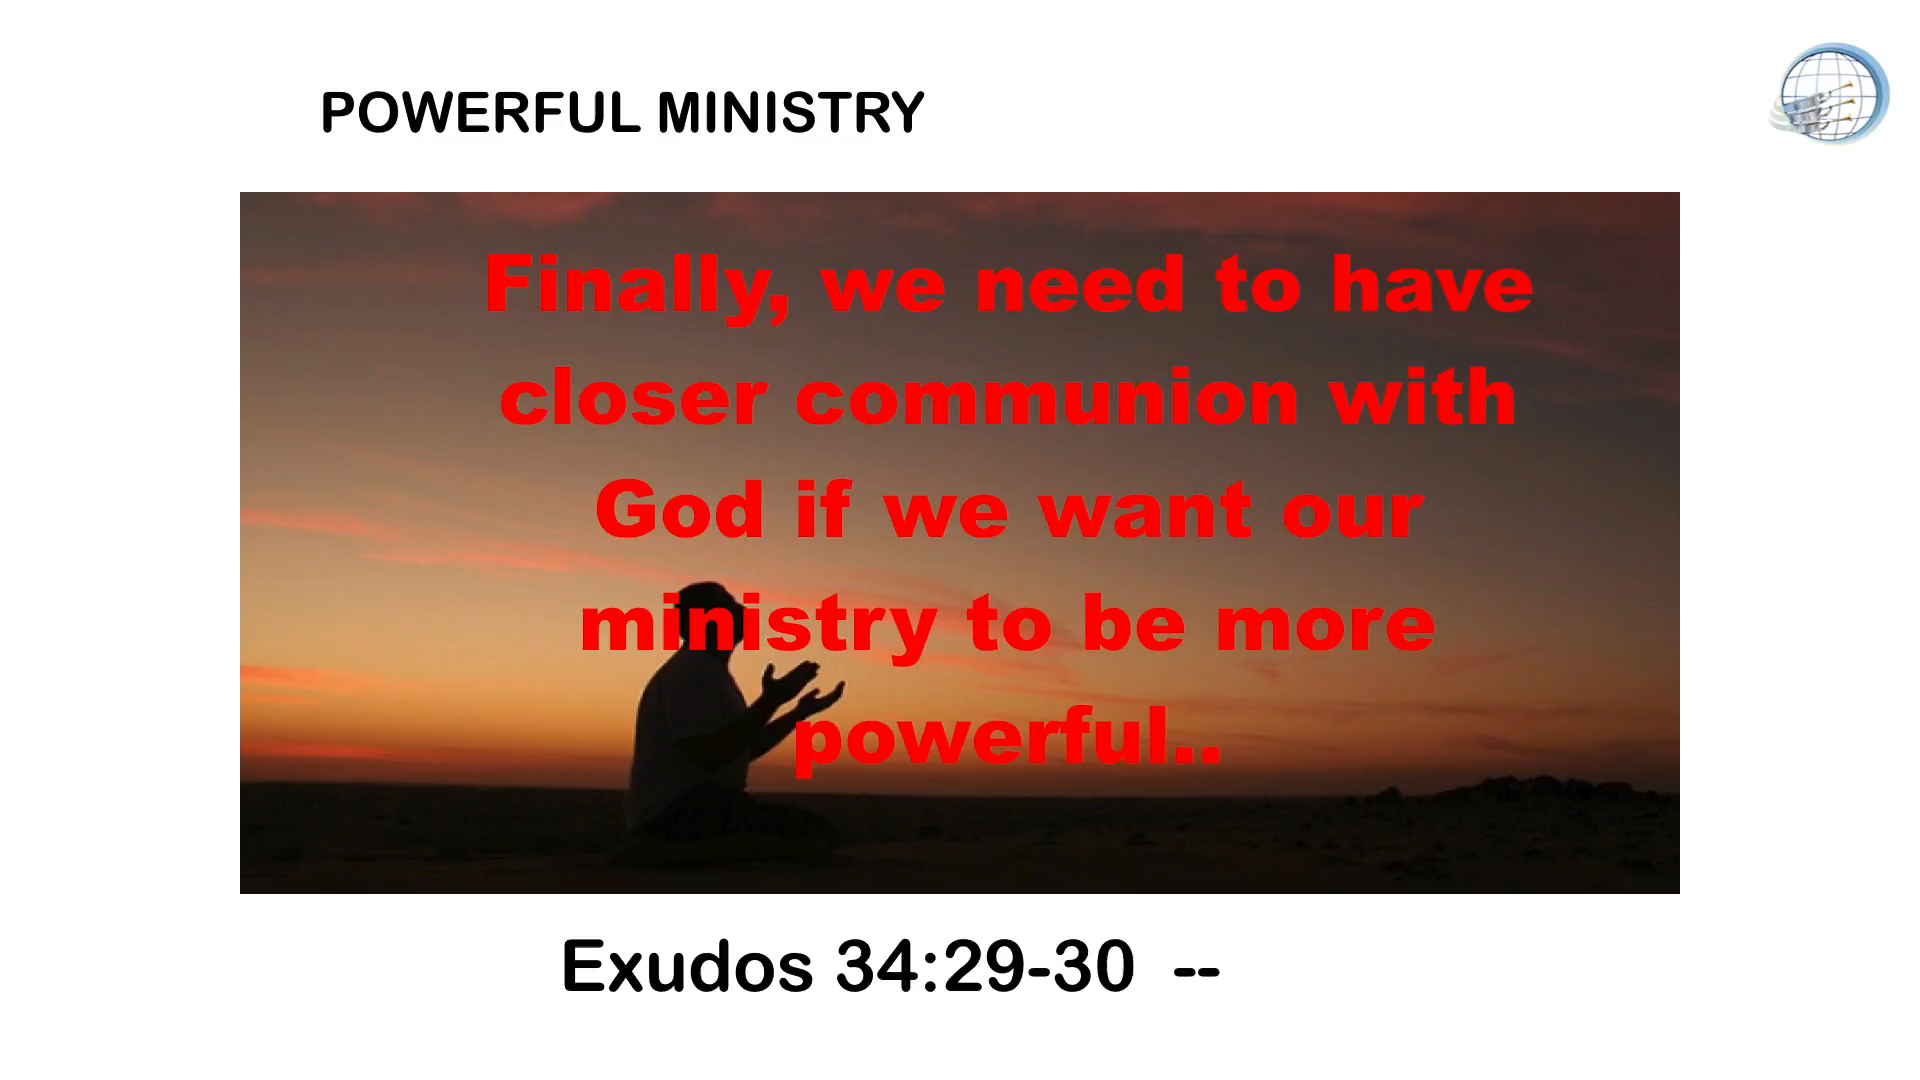 POWERFUL MINISTRY
Finally, we need to have
closer communion with
God if we want our
ministry to be more
powerful..
Exudos 34:29-30 --